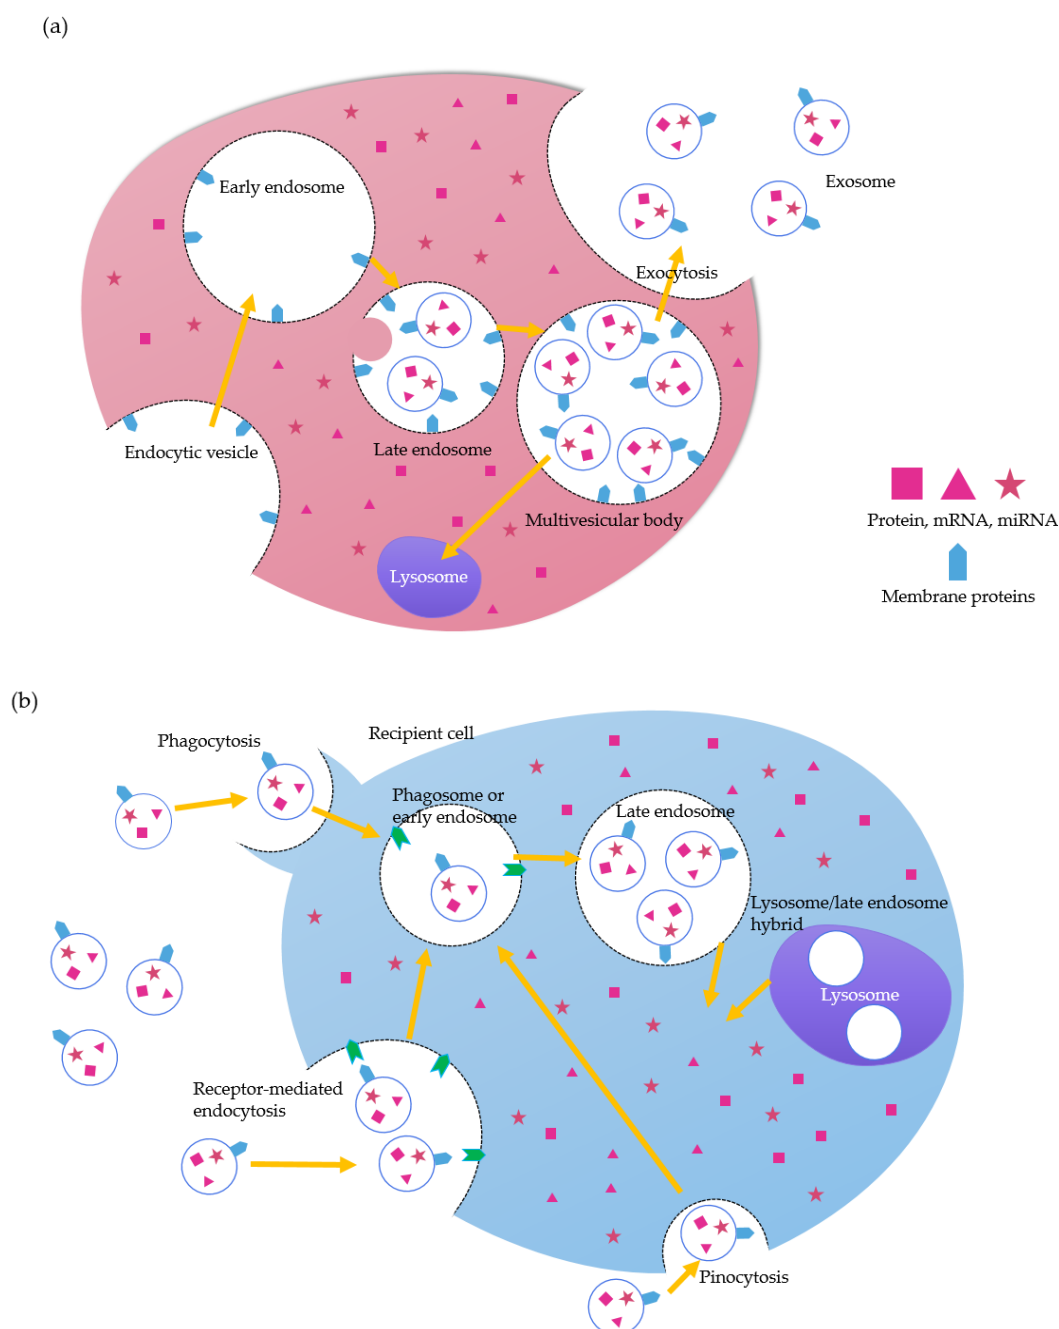 (a)
Early endosome
Exosome
Exocytosis
Endocytic vesicle
Late endosome
Multivesicular body
Lysosome
Protein, mRNA, miRNA
Membrane proteins
(b)
Phagocytosis
Recipient cell
Phagosome or
early endosome
Late endosome
Lysosome/late endosome
hybrid
Lysosome
Receptor-mediated
endocytosis
Pinocytosis